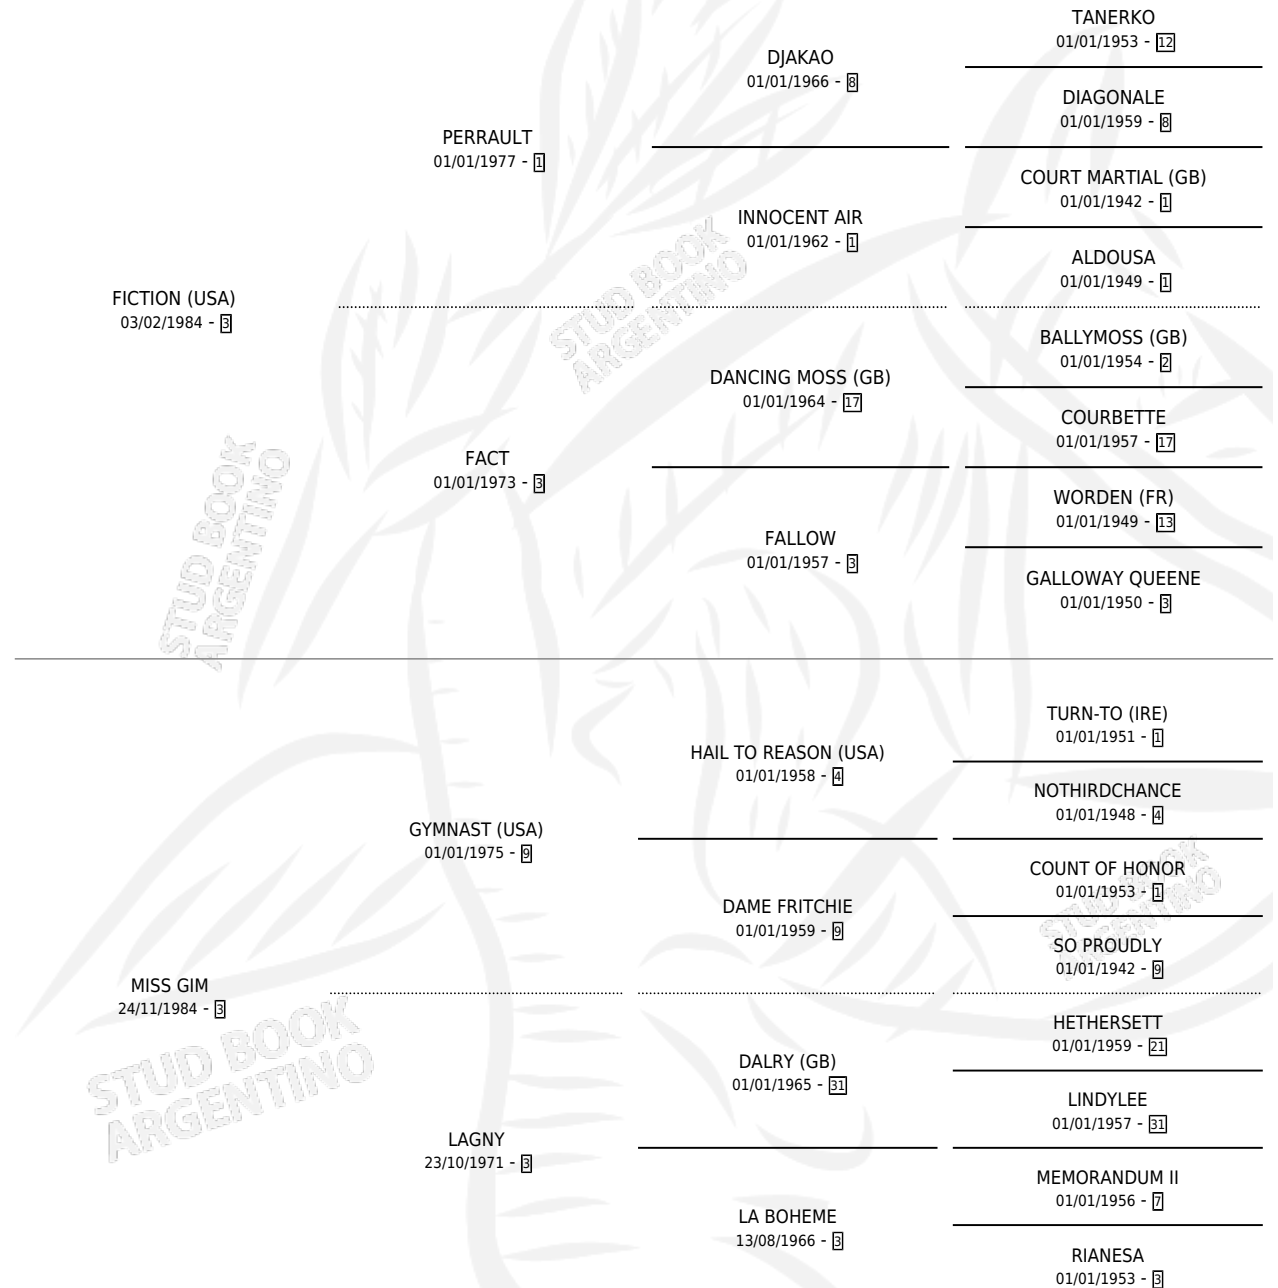 TANERKO
01/01/1953 - 12
DJAKAO
01/01/1966 - 8
DIAGONALE
01/01/1959 - 8
PERRAULT
01/01/1977 - 1
COURT MARTIAL (GB)
01/01/1942 - 1
INNOCENT AIR
01/01/1962 - 1
ALDOUSA
01/01/1949 - 1
FICTION (USA)
03/02/1984 - 3
STUD BOOK
ARGENTINO
BALLYMOSS (GB)
01/01/1954 - 2
DANCING MOSS (GB)
01/01/1964 - 17
COURBETTE
01/01/1957 - 17
FACT
01/01/1973 - 3
WORDEN (FR)
01/01/1949 - 13
FALLOW
01/01/1957 - 3
GALLOWAY QUEENE
01/01/1950 - 3
STUD BOOK
ARGENTINO
TURN-TO (IRE)
01/01/1951 - 1
HAIL TO REASON (USA)
01/01/1958 - 4
NOTHIRDCHANCE
01/01/1948 - 4
GYMNAST (USA)
01/01/1975 - 9
COUNT OF HONOR
01/01/1953 - 1
DAME FRITCHIE
01/01/1959 - 9
SO PROUDLY
01/01/1942 - 9
STUD BOOK
ARGENTINO
MISS GIM
24/11/1984 - 3
HETHERSETT
01/01/1959 - 21
DALRY (GB)
01/01/1965 - 31
LINDYLEE
01/01/1957 - 31
LAGNY
23/10/1971 - 3
MEMORANDUM II
01/01/1956 - 7
LA BOHEME
13/08/1966 - 3
RIANESA
01/01/1953 - 3
STUD BOOK
ARGENTINO